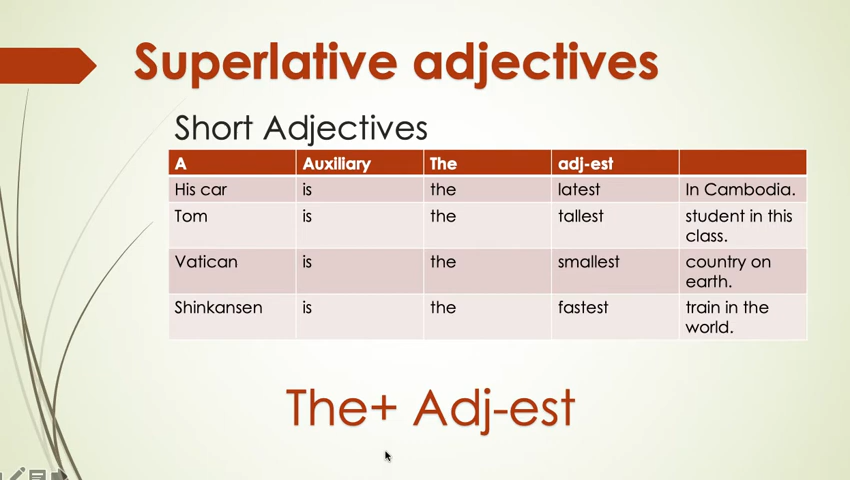 Superlative adjectives
Short Adjectives
A Auxiliary The adj-est
His car is the latest In Cambodia.
Tom is the tallest student in this
class.
Vatican is the smallest country on
earth.
Shinkansen is the fastest train in the
world.
The+ Adj-est